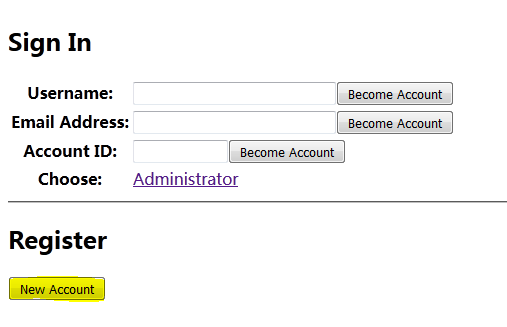 Sign In
Username: Become Account
Email Address: Become Account
Account ID: Become Account
Choose: Administrator
Register
New Account